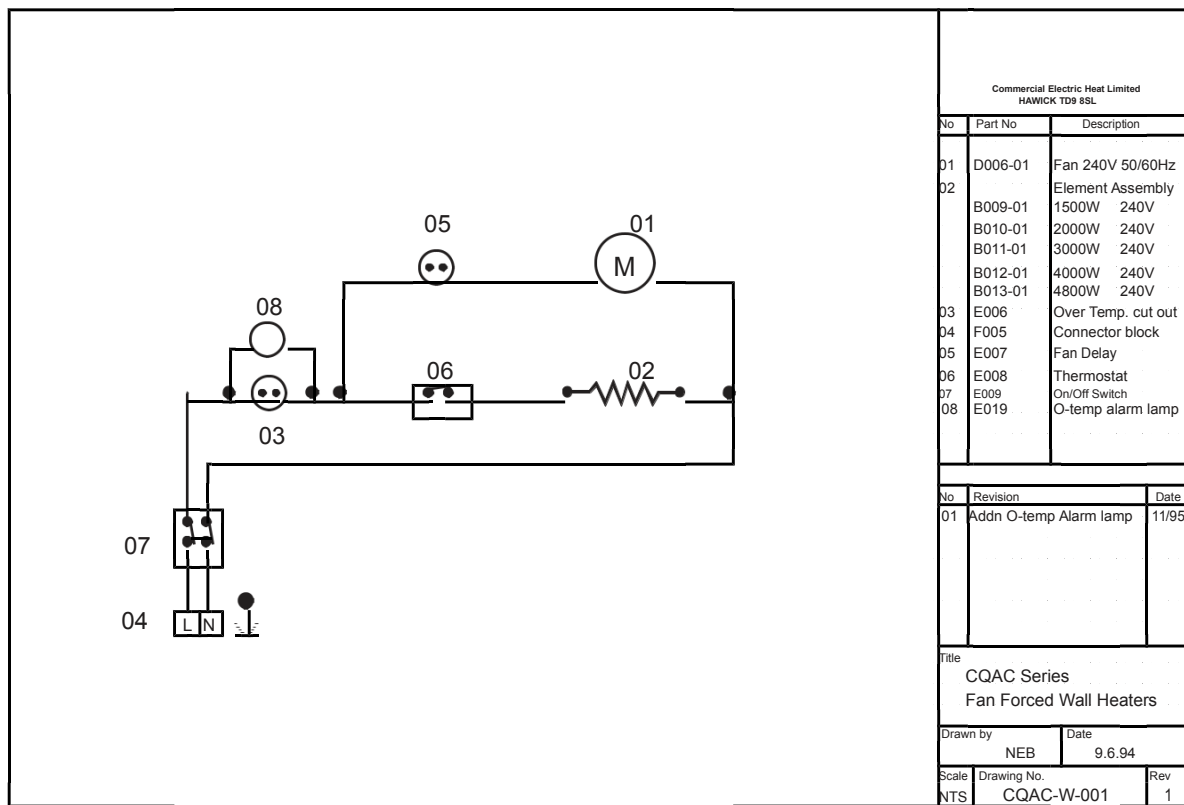 Commercial Electric Heat Limited
HAWICK TD9 8SL
No Part No Description
01 D006-01 Fan 240V 50/60Hz
02 Element Assembly
B009-01 1500W 240V
B010-01 2000W 240V
B011-01 3000W 240V
B012-01 4000W 240V
B013-01 4800W 240V
03 E006 Over Temp. cut out
04 F005 Connector block
05 E007 Fan Delay
06 E008 Thermostat
07 E009 On/Off Switch
08 E019 O-temp alarm lamp
No Revision Date
01 Addn O-temp Alarm lamp 11/95
Title
CQAC Series
Fan Forced Wall Heaters
Drawn by Date
NEB 9.6.94
Scale Drawing No. Rev
NTS CQAC-W-001 1
05 01
M
08
06 02
03
07
04 L N